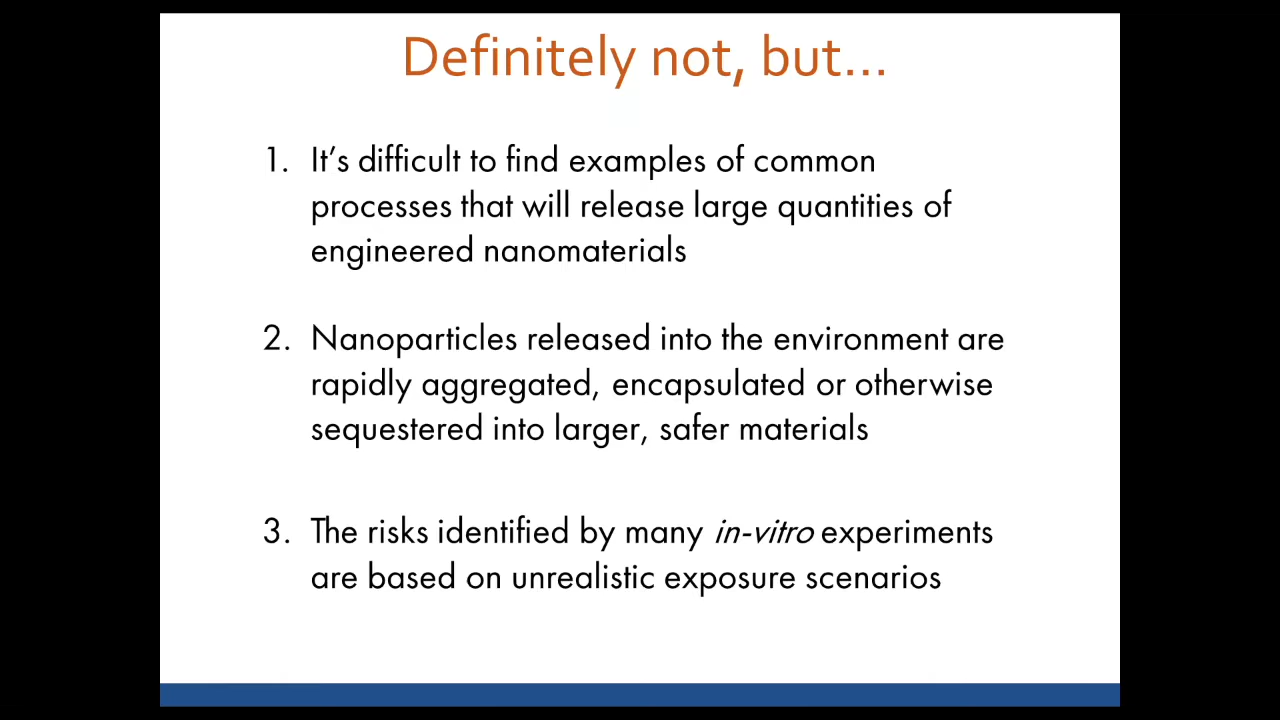 Definitely not, but...
1. It’s difficult to find examples of common
processes that will release large quantities of
engineered nanomaterials
2. Nanoparticles released into the environment are
rapidly aggregated, encapsulated or otherwise
sequestered into larger, safer materials
3. The risks identified by many in-vitro experiments
are based on unrealistic exposure scenarios